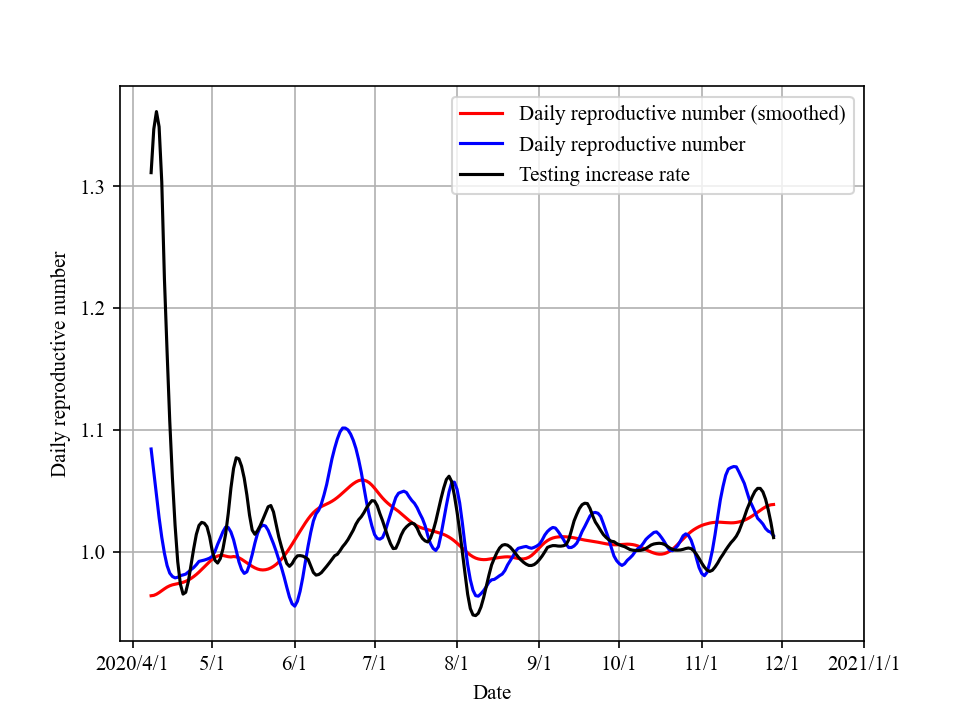 Daily reproductive number (smoothed)
Daily reproductive number
Testing increase rate
Daily reproductive number
1.3
1.2
1.1
1.0
2020/4/1 5/1 6/1 7/1 8/1 9/1 10/1 11/1 12/1 2021/1/1
Date